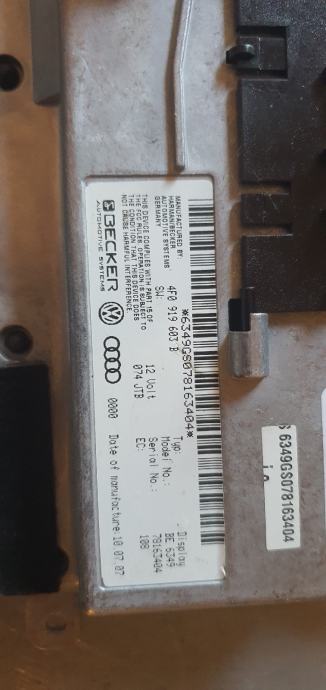 MANUFACTURED BY:
HARMAN/BECKER
AUTOMOTIVE SYSTEMS
GERMANY
*6349GS078163404*
4F0 919 603 B
SW:
THIS DEVICE COMPLIES WITH PART 15 OF
THE FCC RULES. OPERATION IS SUBJECT TO
THE CONDITION THAT THIS DEVICE DOES
NOT CAUSE HARMFUL INTERFERENCE.
BECKER
AUTOMOTIVE SYSTEMS
12 Volt
074 JTB
0000
Typ: Display
Model No.: BE 6349
Serial No.: 78163404
EC: 108
Date of manufacture: 10.07.07
S 6349GS078163404